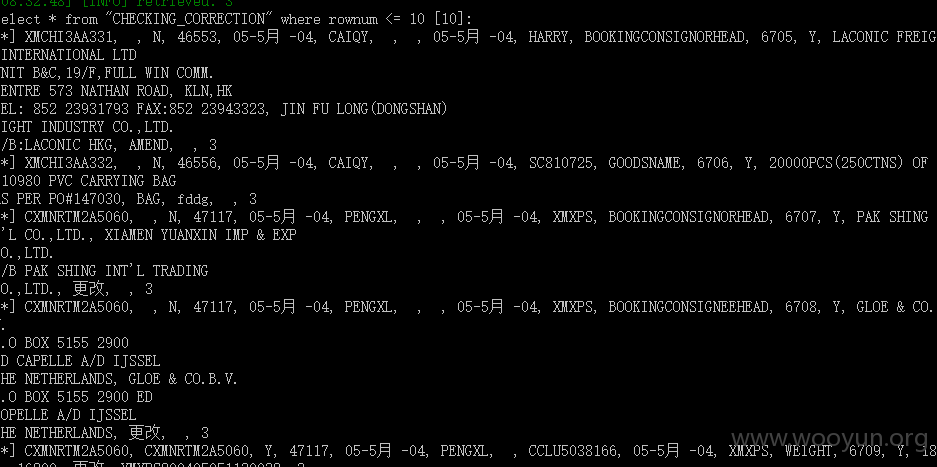 08:32:48] [INFO] retrieved: 3
elect * from "CHECKING_CORRECTION" where rownum <= 10 [10]:
*] XMCHI3AA331, , N, 46553, 05-5月 -04, CAIQY, , , 05-5月 -04, HARRY, BOOKINGCONSIGNORHEAD, 6705, Y, LACONIC FREIG
INTERNATIONAL LTD
NIT B&C,19/F,FULL WIN COMM.
ENTRE 573 NATHAN ROAD, KLN,HK
EL: 852 23931793 FAX:852 23943323, JIN FU LONG(DONGSHAN)
IGHT INDUSTRY CO.,LTD.
/B:LACONIC HKG, AMEND, , 3
*] XMCHI3AA332, , N, 46556, 05-5月 -04, CAIQY, , , 05-5月 -04, SC810725, GOODSNAME, 6706, Y, 20000PCS(250CTNS) OF
10980 PVC CARRYING BAG
S PER PO#147030, BAG, fddg, , 3
*] CXMNRTM2A5060, , N, 47117, 05-5月 -04, PENGXL, , , 05-5月 -04, XMXPS, BOOKINGCONSIGNORHEAD, 6707, Y, PAK SHING
'L CO.,LTD., XIAMEN YUANXIN IMP & EXP
O.,LTD.
/B PAK SHING INT'L TRADING
O.,LTD., 更改, , 3
*] CXMNRTM2A5060, , N, 47117, 05-5月 -04, PENGXL, , , 05-5月 -04, XMXPS, BOOKINGCONSIGNEEHEAD, 6708, Y, GLOE & CO.
.
.O BOX 5155 2900
D CAPELLE A/D IJSSEL
HE NETHERLANDS, GLOE & CO.B.V.
.O BOX 5155 2900 ED
OPELLE A/D IJSSEL
HE NETHERLANDS, 更改, , 3
*] CXMNRTM2A5060, CXMNRTM2A5060, Y, 47117, 05-5月 -04, PENGXL, , CCLU5038166, 05-5月 -04, XMXPS, WEIGHT, 6709, Y, 18
www.wooyun.org